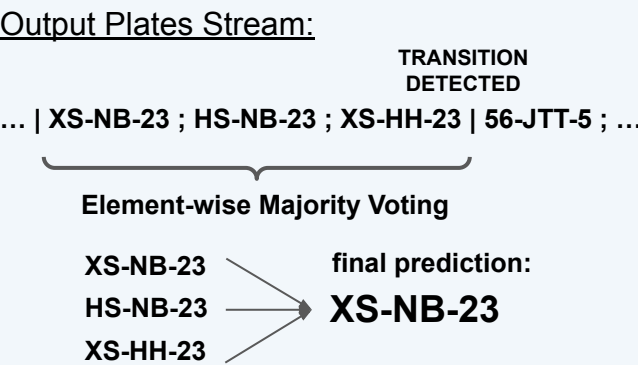 Output Plates Stream:
TRANSITION
DETECTED
... | XS-NB-23 ; HS-NB-23 ; XS-HH-23 | 56-JTT-5 ; ...
Element-wise Majority Voting
XS-NB-23
HS-NB-23
XS-HH-23
final prediction:
XS-NB-23